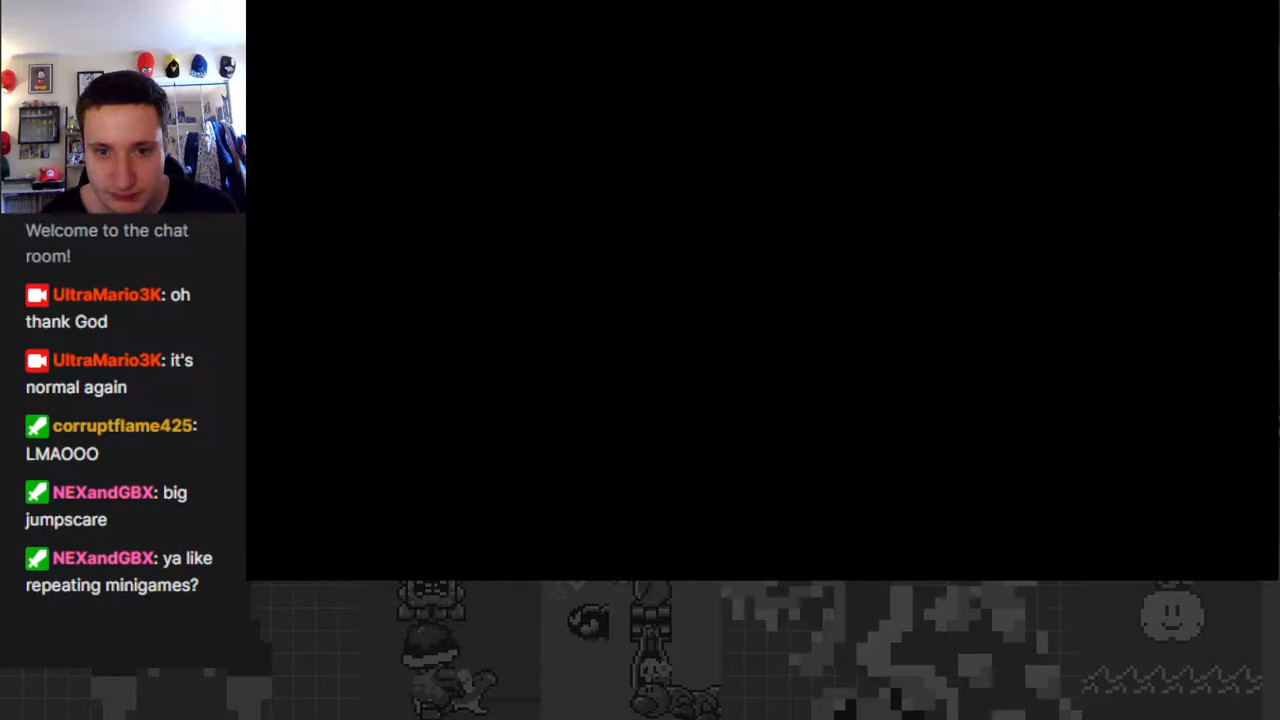 Welcome to the chat
room!
UltraMario3K: oh
thank God
UltraMario3K: it's
normal again
corruptflame425:
LMAOOO
NEXandGBX: big
jumpscare
NEXandGBX: ya like
repeating minigames?